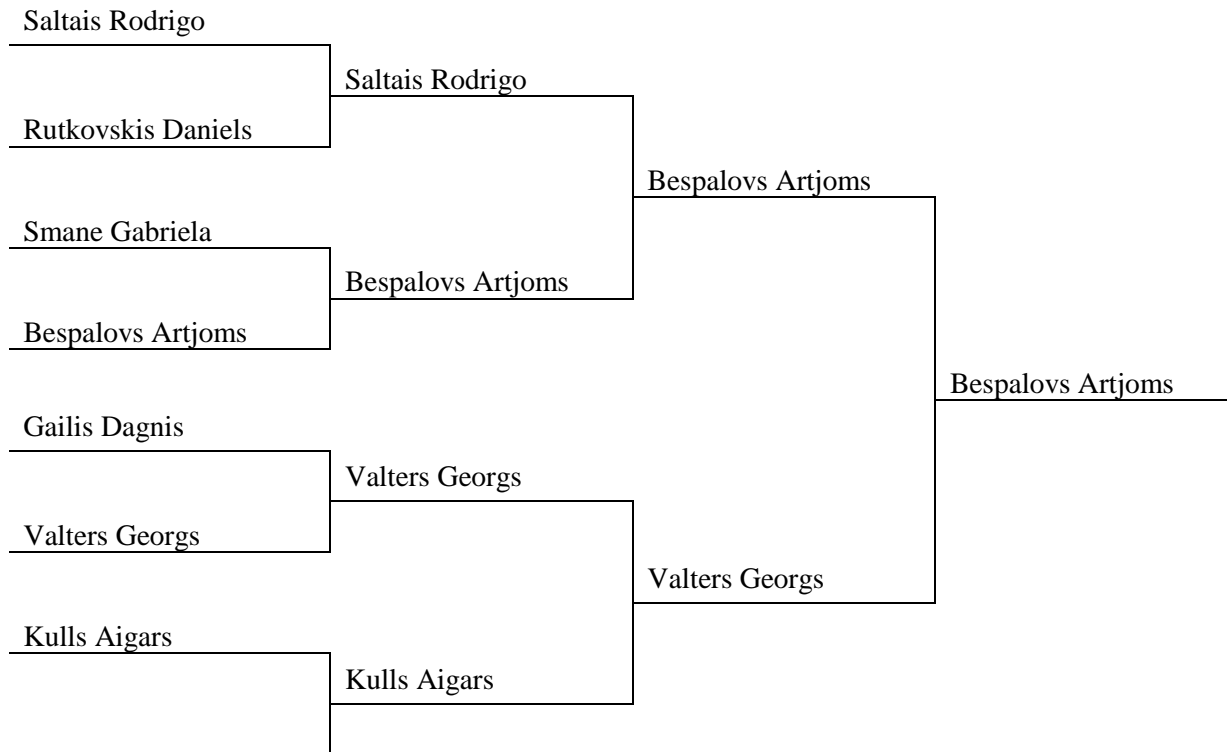 Saltais Rodrigo
Saltais Rodrigo
Rutkovskis Daniels
Bespalovs Artjoms
Smane Gabriela
Bespalovs Artjoms
Bespalovs Artjoms
Bespalovs Artjoms
Gailis Dagnis
Valters Georgs
Valters Georgs
Valters Georgs
Kulls Aigars
Kulls Aigars